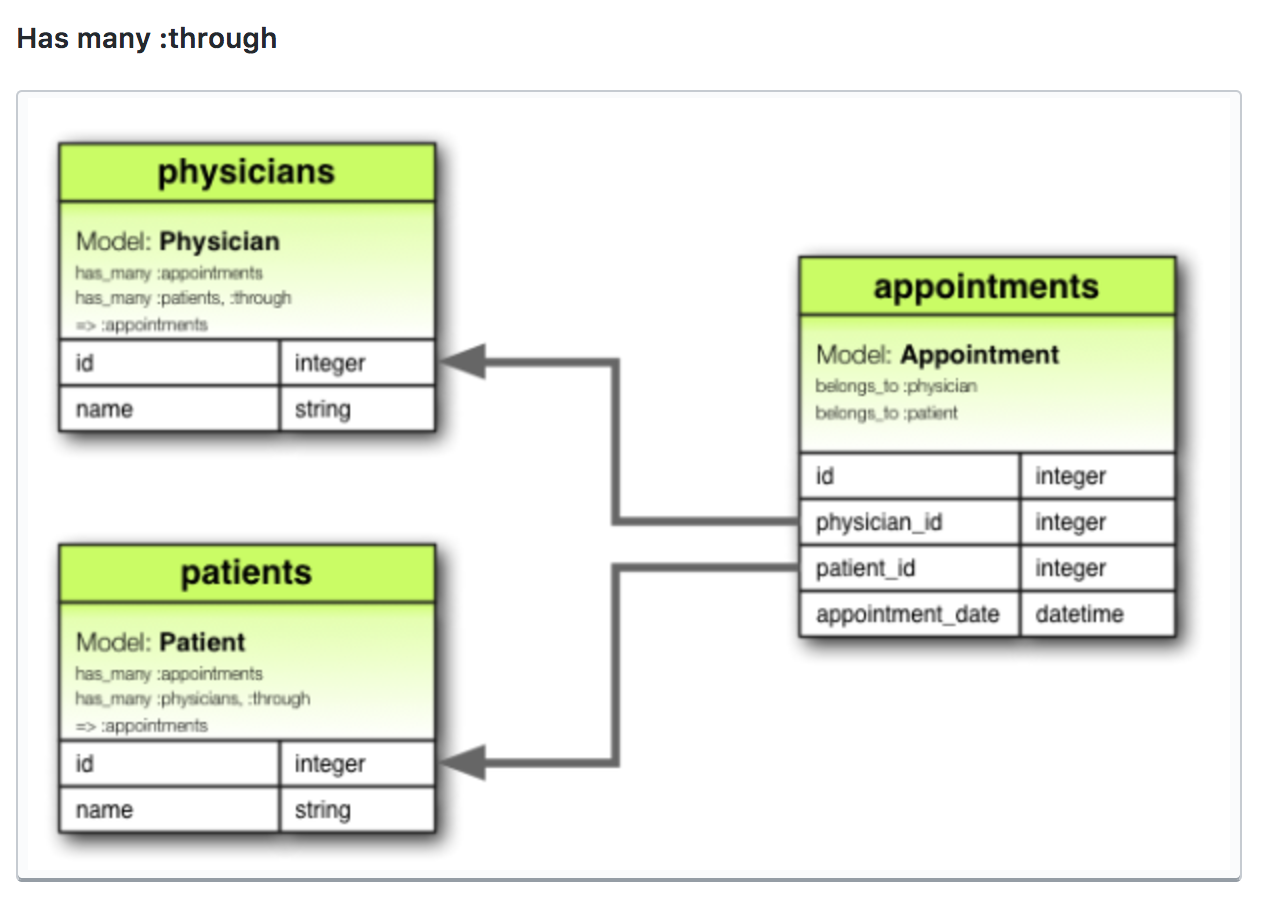 Has many :through
physicians
Model: Physician
has_many :appointments
has_many :patients, :through
=> :appointments
id integer
name string
appointments
Model: Appointment
belongs_to :physician
belongs_to :patient
id integer
physician_id integer
patient_id integer
appointment_date datetime
patients
Model: Patient
has_many :appointments
has_many :physicians, :through
=> :appointments
id integer
name string